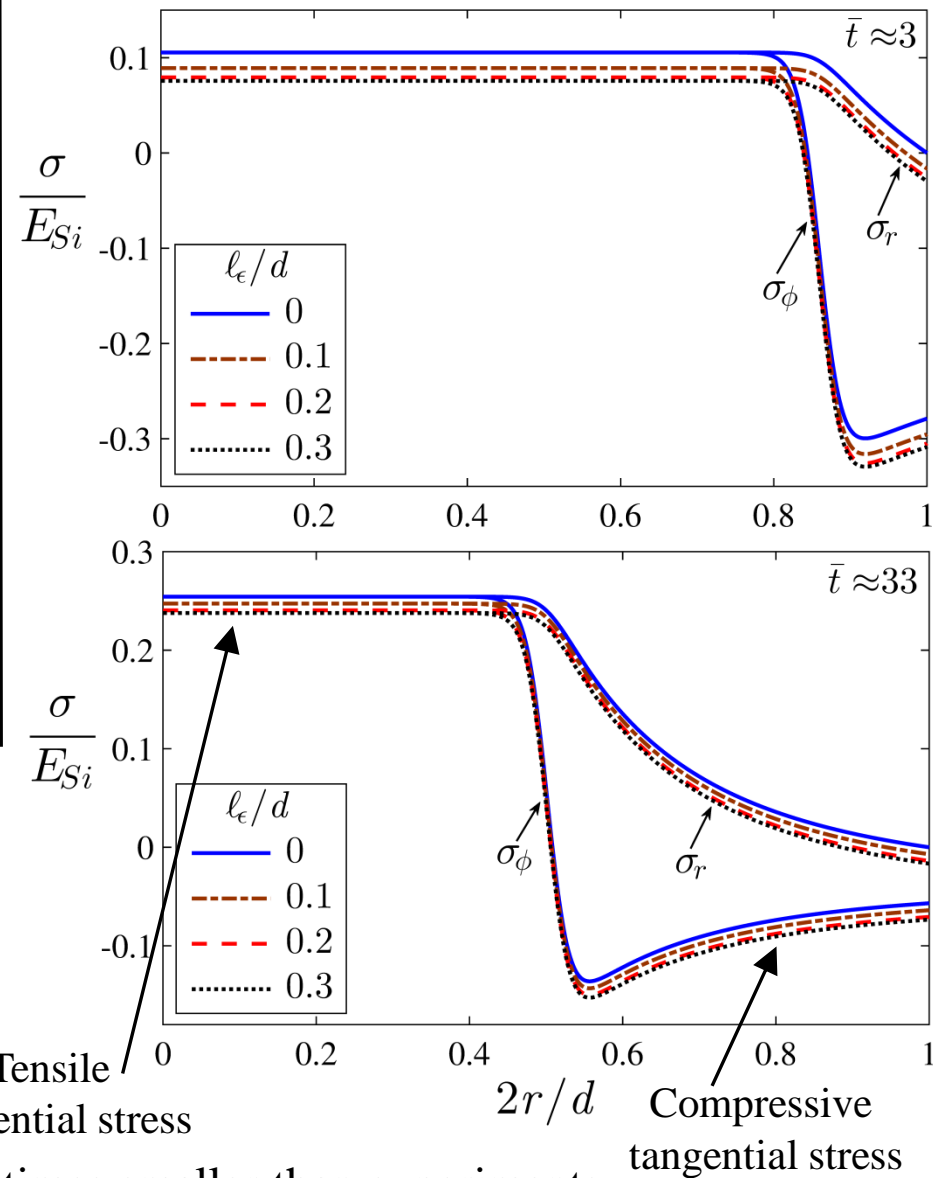 t̄ ≈3
0.1
0
-0.1
-0.2
-0.3
σ
E_Si
ℓ_ϵ/d
0
0.1
0.2
0.3
σ_ϕ
σ_r
0 0.2 0.4 0.6 0.8 1
t̄ ≈33
0.3
0.2
0.1
0
-0.1
σ
E_Si
ℓ_ϵ/d
0
0.1
0.2
0.3
σ_ϕ
σ_r
0 0.2 0.4 0.6 0.8 1
2r/d
Tensile
ential stress
Compressive
tangential stress